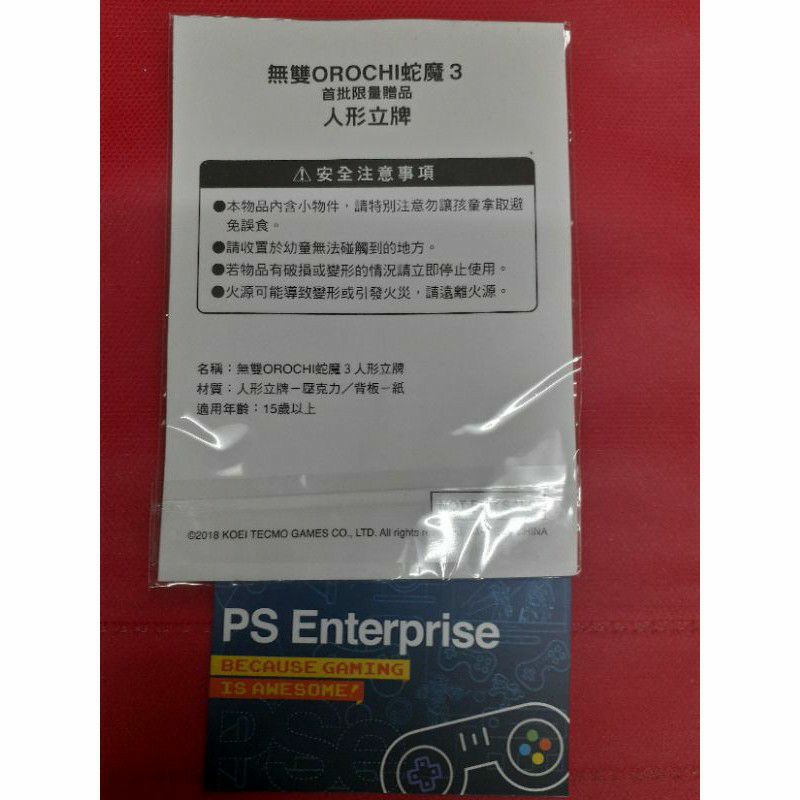 無雙OROCHI蛇魔3
首批限量贈品
人形立牌
⚠安全注意事項
●本物品內含小物件，請特別注意勿讓孩童拿取避
免誤食。
●請收置於幼童無法碰觸到的地方。
●若物品有破損或變形的情況請立即停止使用。
●火源可能導致變形或引發火災，請遠離火源。
名稱：無雙OROCHI蛇魔3人形立牌
材質：人形立牌－壓克力／背板－紙
適用年齡：15歲以上
©2018 KOEI TECMO GAMES CO., LTD. All rights
PS Enterprise
BECAUSE GAMING
IS AWESOME!